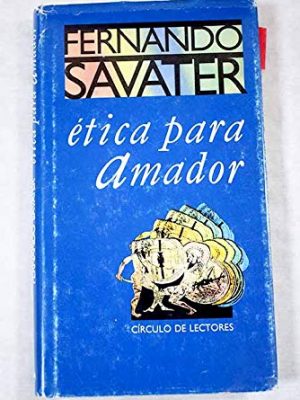 FERNANDO
SAVATER
ética para
amador
CÍRCULO DE LECTORES